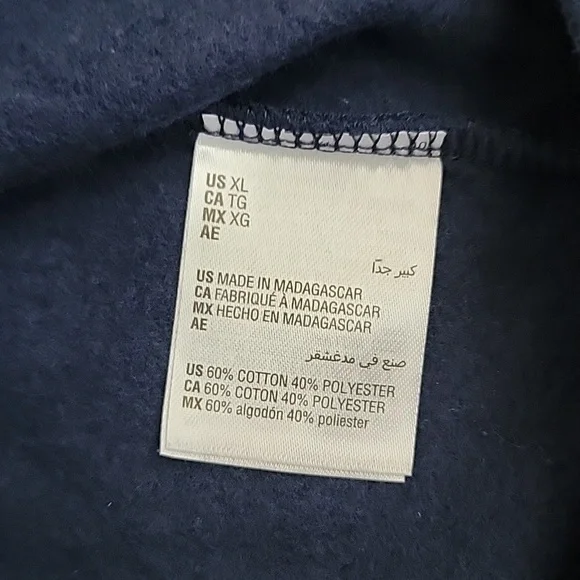 US XL
CA TG
MX XG
AE
كبير جدًا
US MADE IN MADAGASCAR
CA FABRIQUÉ À MADAGASCAR
MX HECHO EN MADAGASCAR
AE
صنع في مدغشقر
US 60% COTTON 40% POLYESTER
CA 60% COTON 40% POLYESTER
MX 60% algodón 40% poliester